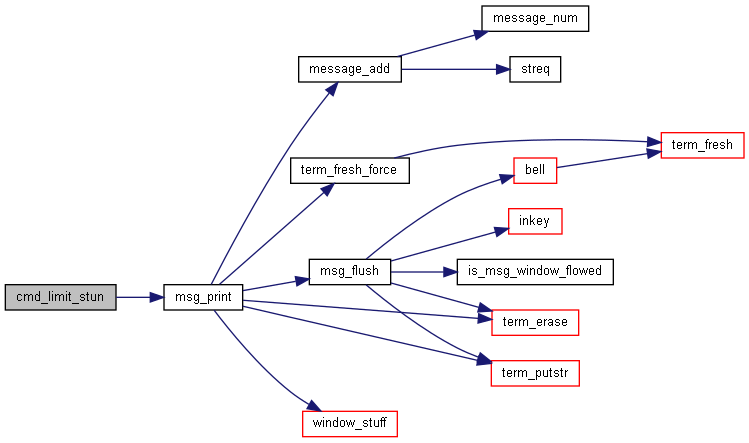 message_num
message_add
streq
term_fresh
term_fresh_force
bell
inkey
msg_flush
is_msg_window_flowed
cmd_limit_stun
msg_print
term_erase
term_putstr
window_stuff